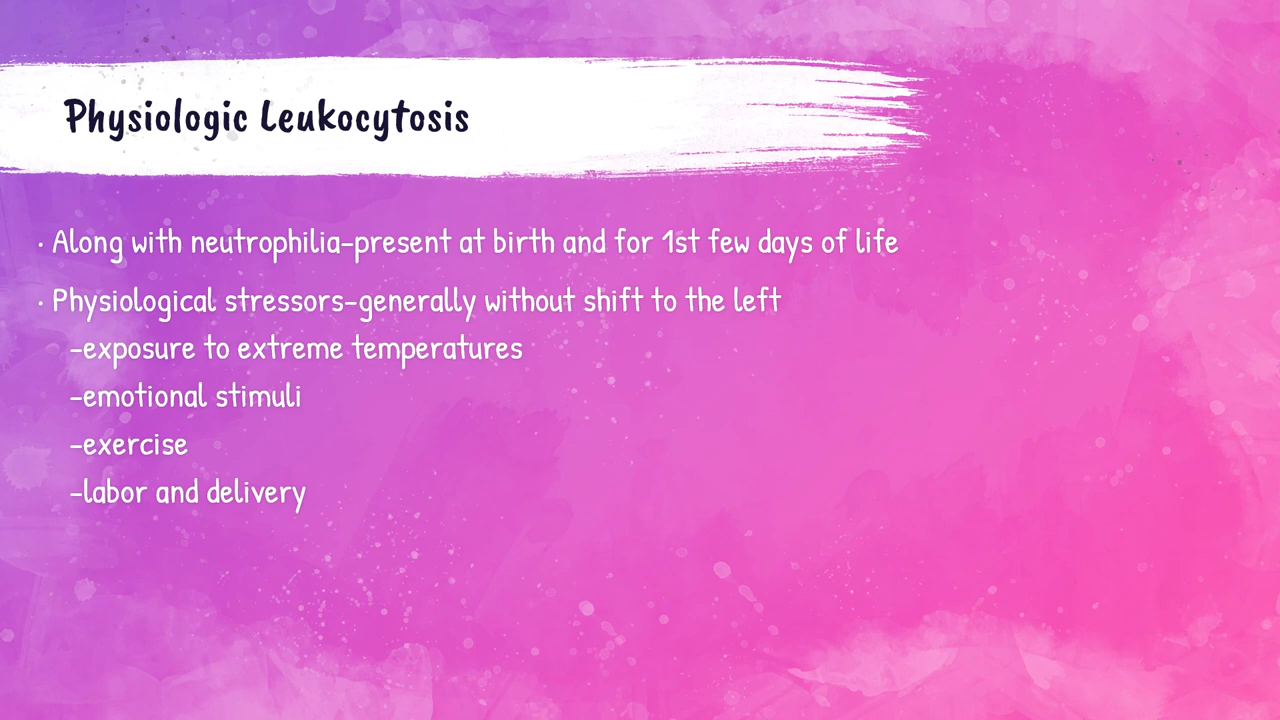 Physiologic Leukocytosis
• Along with neutrophilia-present at birth and for 1st few days of life
• Physiological stressors-generally without shift to the left
-exposure to extreme temperatures
-emotional stimuli
-exercise
-labor and delivery